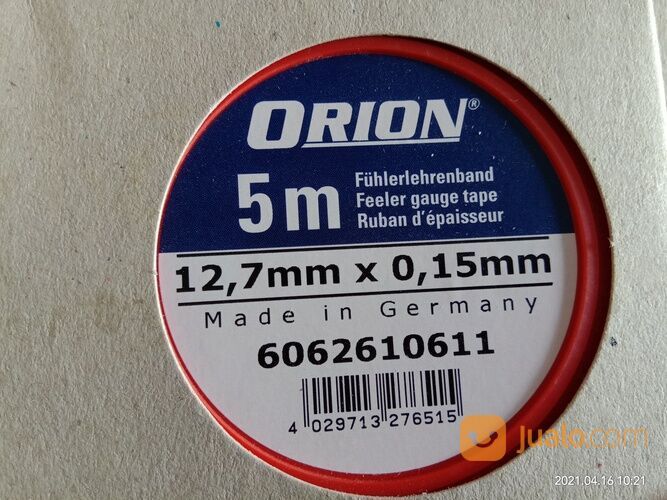 ORION®
5m
Fühlerlehrenband
Feeler gauge tape
Ruban d'épaisseur
12,7mm x 0,15mm
Made in Germany
6062610611
4 029713 276515
Jualo.com
2021.04.16 10:21